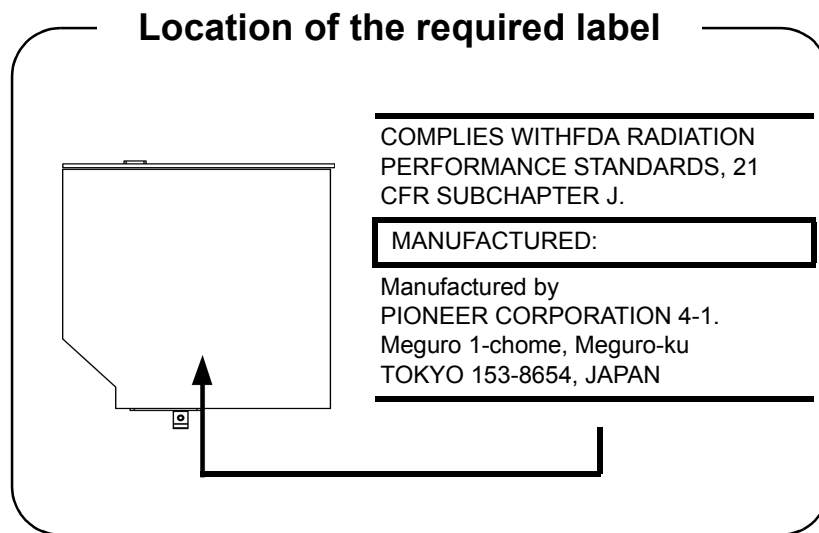 Location of the required label
COMPLIES WITHFDA RADIATION
PERFORMANCE STANDARDS, 21
CFR SUBCHAPTER J.
MANUFACTURED:
Manufactured by
PIONEER CORPORATION 4-1.
Meguro 1-chome, Meguro-ku
TOKYO 153-8654, JAPAN